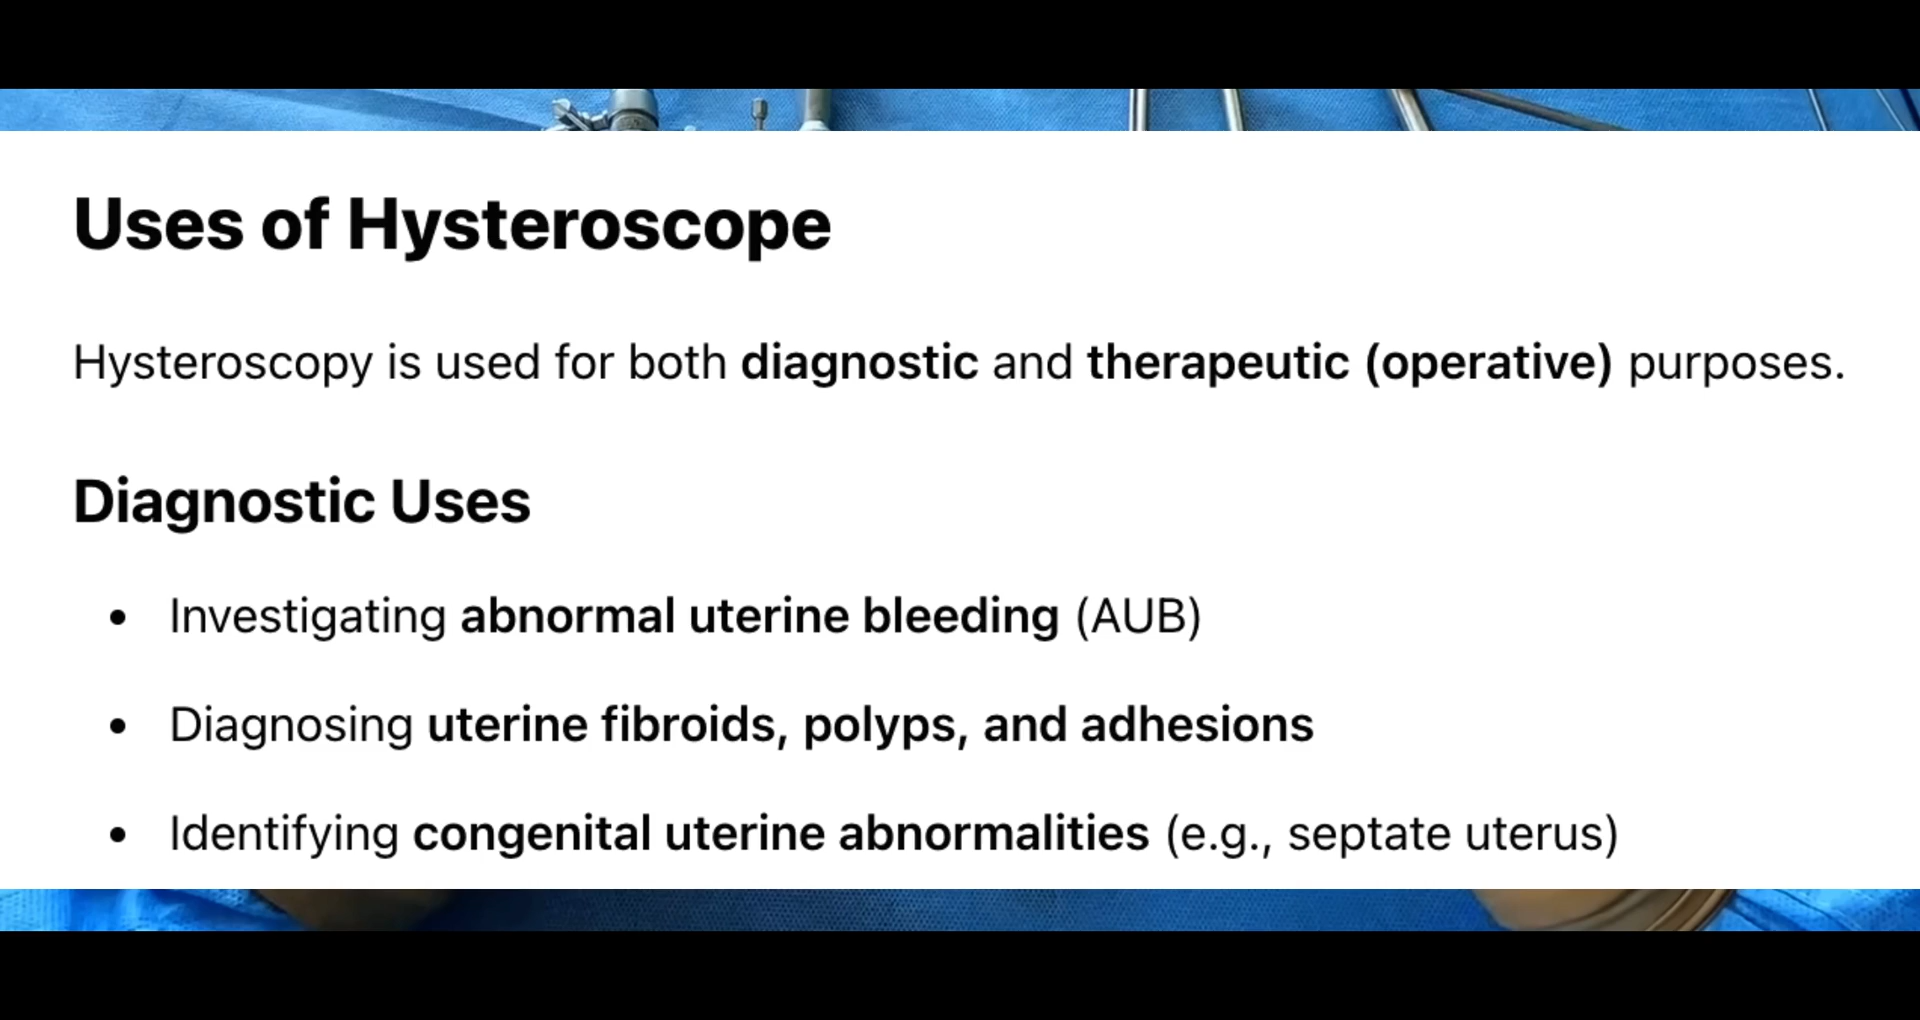 Uses of Hysteroscope
Hysteroscopy is used for both diagnostic and therapeutic (operative) purposes.
Diagnostic Uses
• Investigating abnormal uterine bleeding (AUB)
• Diagnosing uterine fibroids, polyps, and adhesions
• Identifying congenital uterine abnormalities (e.g., septate uterus)